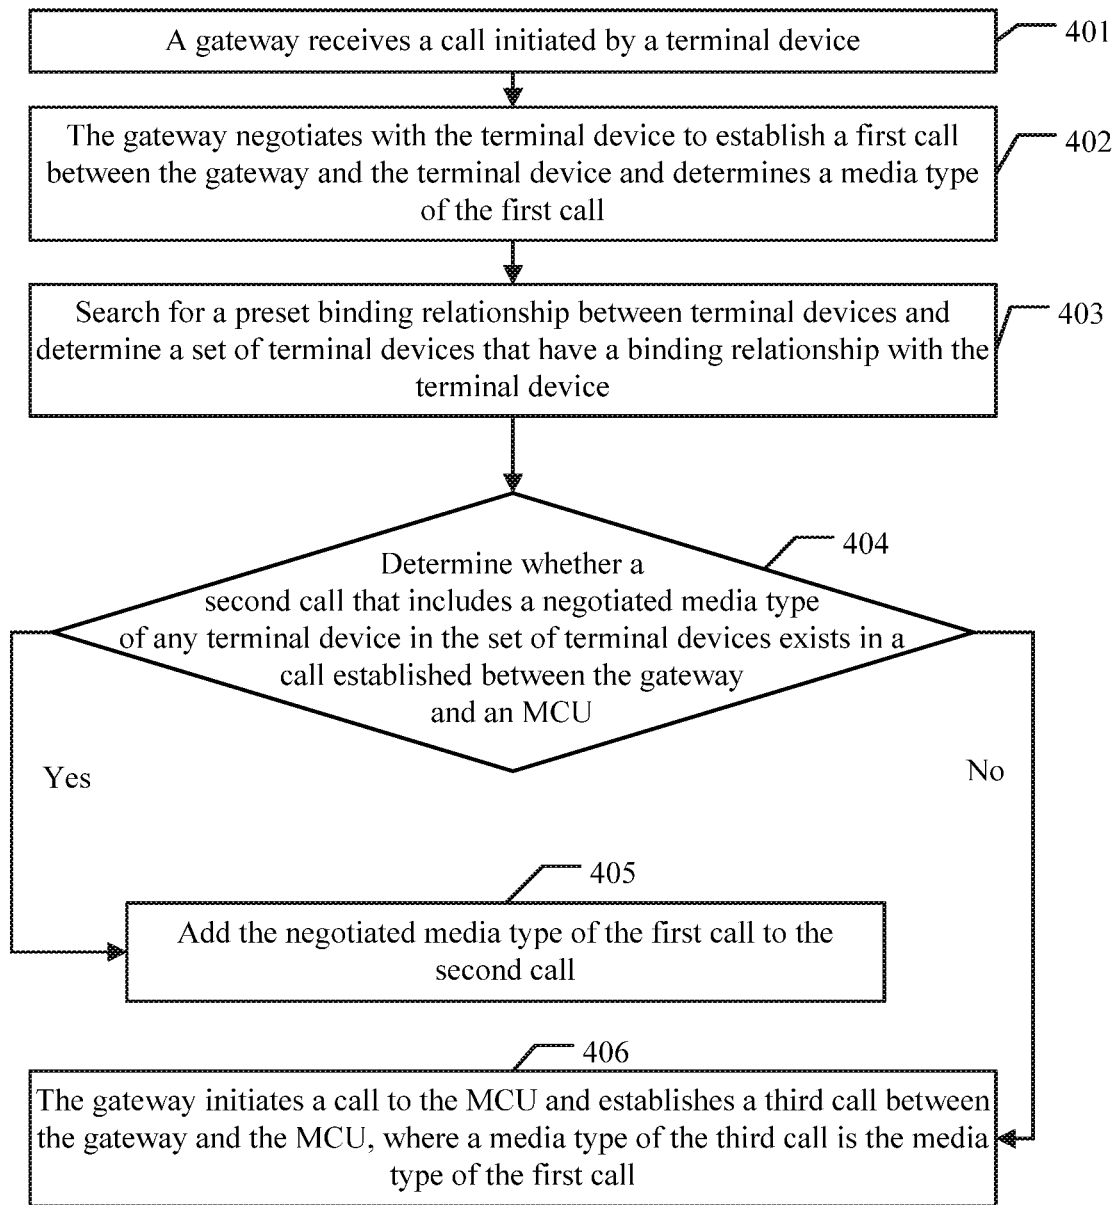 A gateway receives a call initiated by a terminal device
401
The gateway negotiates with the terminal device to establish a first call
between the gateway and the terminal device and determines a media type
of the first call
402
Search for a preset binding relationship between terminal devices and
determine a set of terminal devices that have a binding relationship with the
terminal device
403
404
Determine whether a
second call that includes a negotiated media type
of any terminal device in the set of terminal devices exists in a
call established between the gateway
and an MCU
Yes
No
405
Add the negotiated media type of the first call to the
second call
406
The gateway initiates a call to the MCU and establishes a third call between
the gateway and the MCU, where a media type of the third call is the media
type of the first call